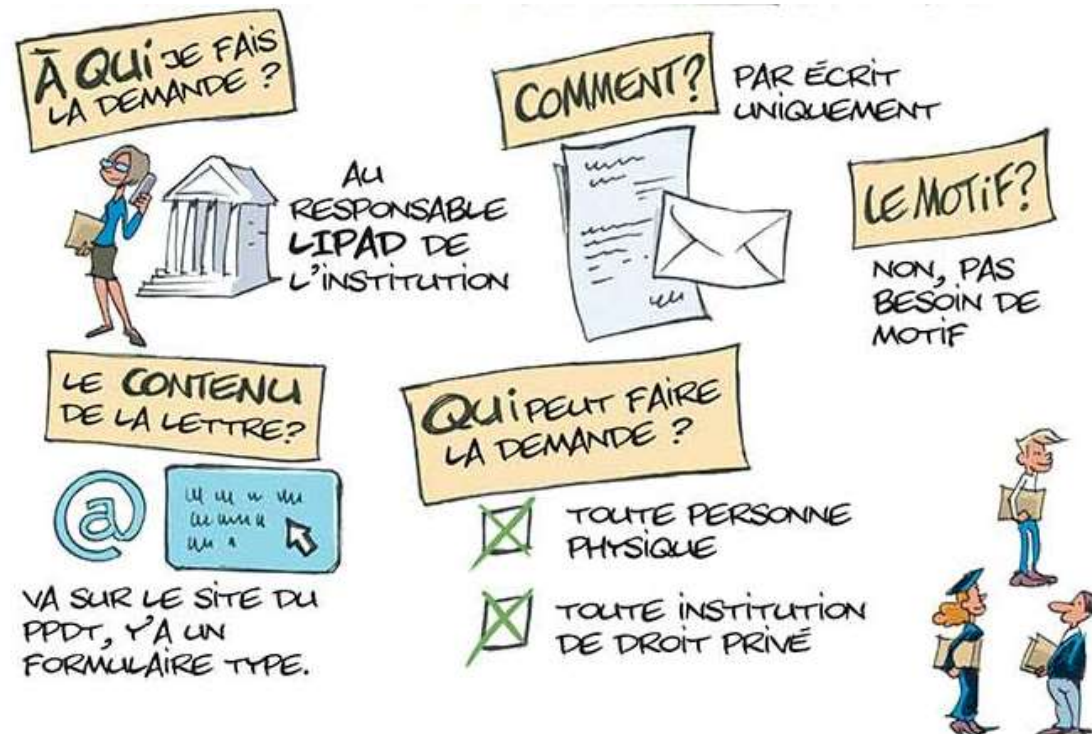 À QUI JE FAIS
LA DEMANDE ?
AU
RESPONSABLE
LIPAD DE
L'INSTITUTION
COMMENT?
PAR ÉCRIT
UNIQUEMENT
LE MOTIF?
NON, PAS
BESOIN DE
MOTIF
LE CONTENU
DE LA LETTRE?
@
VA SUR LE SITE DU
PPDT, Y'A UN
FORMULAIRE TYPE.
QUI PEUT FAIRE
LA DEMANDE ?
TOUTE PERSONNE
PHYSIQUE
TOUTE INSTITUTION
DE DROIT PRIVÉ